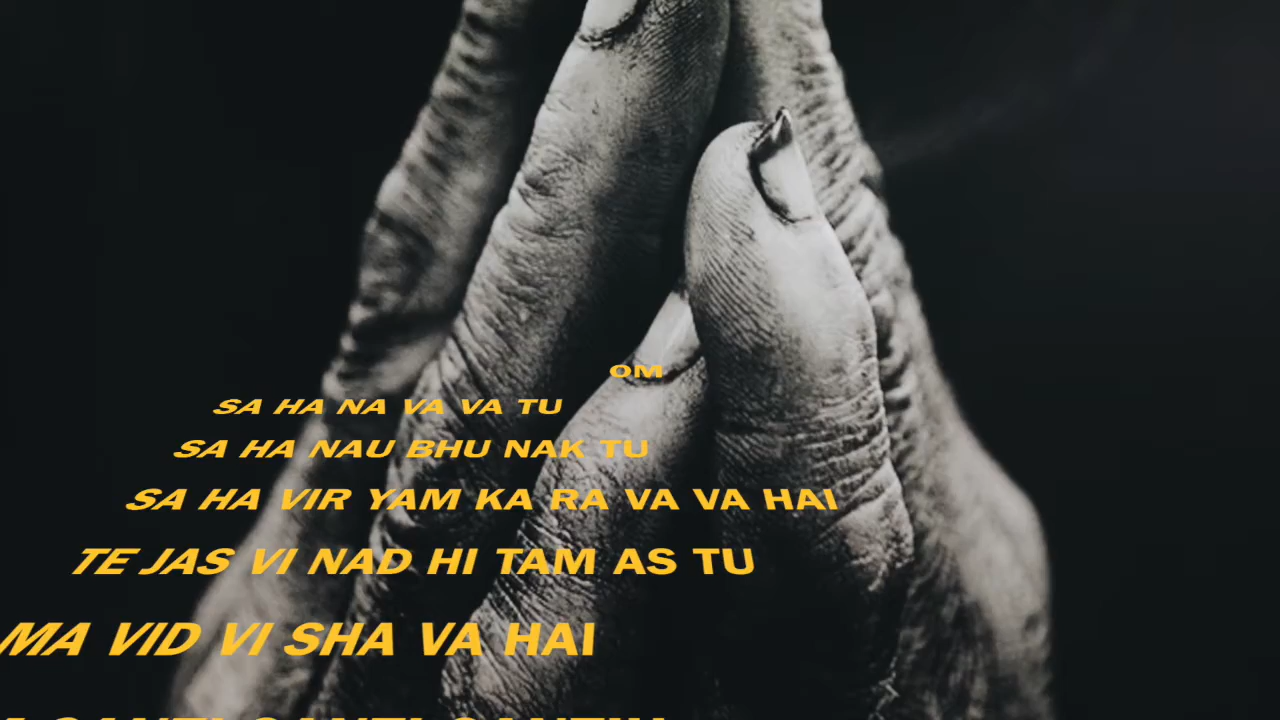 OM
SA HA NA VA VA TU
SA HA NAU BHU NAK TU
SA HA VIR YAM KA RA VA VA HAI
TE JAS VI NAD HI TAM AS TU
MA VID VI SHA VA HAI